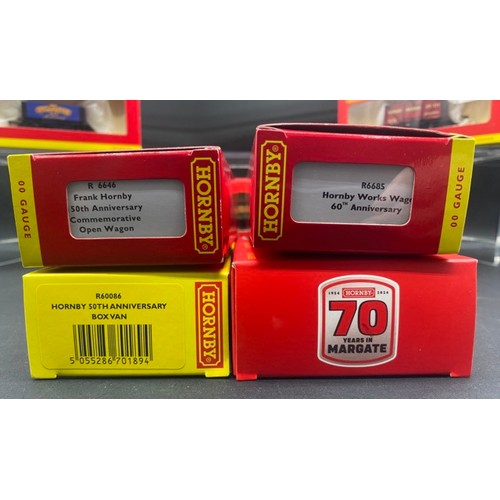 00 GAUGE
R 6646
Frank Hornby
50th Anniversary
Commemorative
Open Wagon
HORNBY
HORNBY
R6685
Hornby Works Wag
60TH Anniversary
00 GAUGE
R60086
HORNBY 50TH ANNIVERSARY
BOX VAN
5 055286 701894
HORNBY
1954 HORNBY 2024
70
YEARS IN
MARGATE